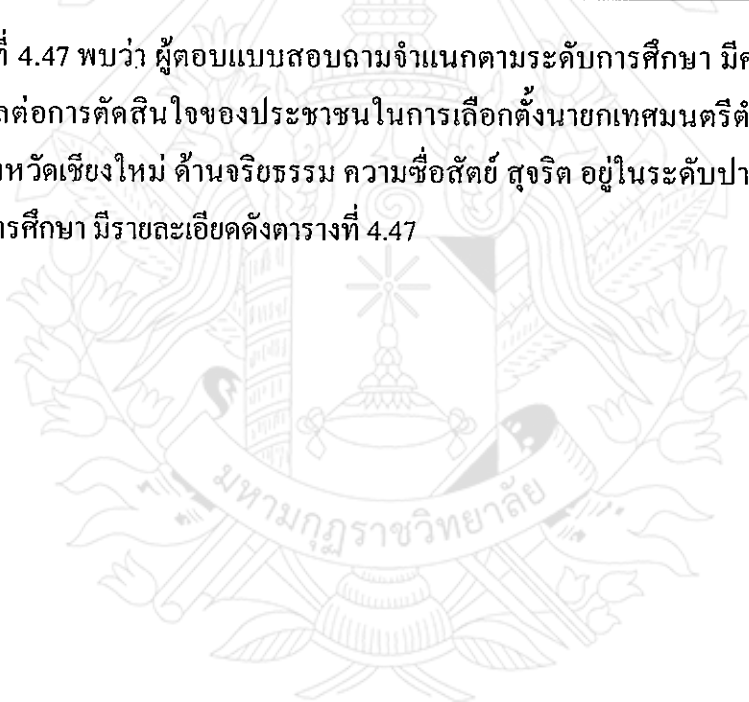 ที่ 4.47 พบว่า ผู้ตอบแบบสอบถามจำแนกตามระดับการศึกษา มี
ต่อการตัดสินใจของประชาชนในการเลือกตั้งนายกเทศมนตรี
หวัดเชียงใหม่ ด้านจริยธรรม ความซื่อสัตย์ สุจริต อยู่ในระดับ
การศึกษา มีรายละเอียดดังตารางที่ 4.47
มหามกุฏราชวิทยาลัย